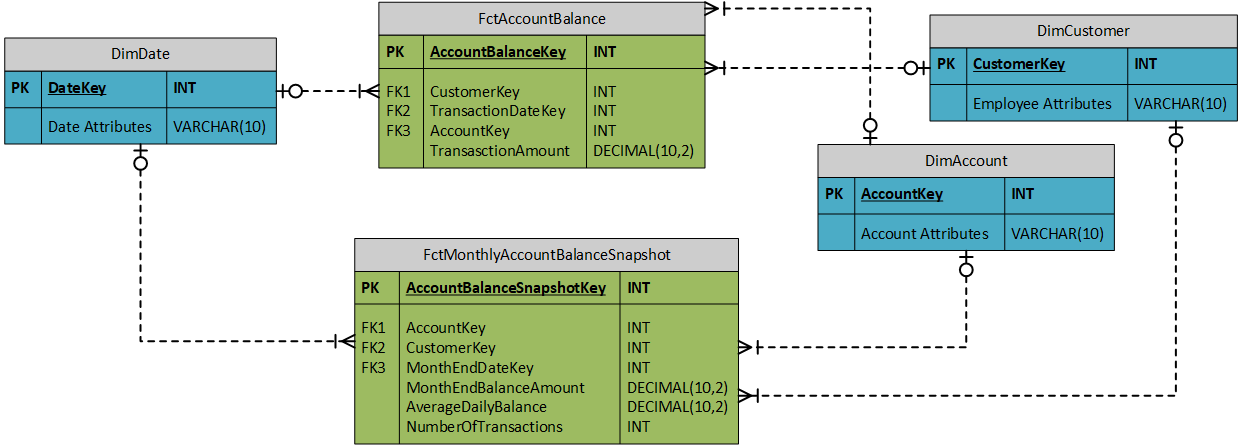 FctAccountBalance
PK AccountBalanceKey INT
FK1 CustomerKey INT
FK2 TransactionDateKey INT
FK3 AccountKey INT
TransasctionAmount DECIMAL(10,2)
DimDate
PK DateKey INT
Date Attributes VARCHAR(10)
DimCustomer
PK CustomerKey INT
Employee Attributes VARCHAR(10)
DimAccount
PK AccountKey INT
Account Attributes VARCHAR(10)
FctMonthlyAccountBalanceSnapshot
PK AccountBalanceSnapshotKey INT
FK1 AccountKey INT
FK2 CustomerKey INT
FK3 MonthEndDateKey INT
MonthEndBalanceAmount DECIMAL(10,2)
AverageDailyBalance DECIMAL(10,2)
NumberOfTransactions INT